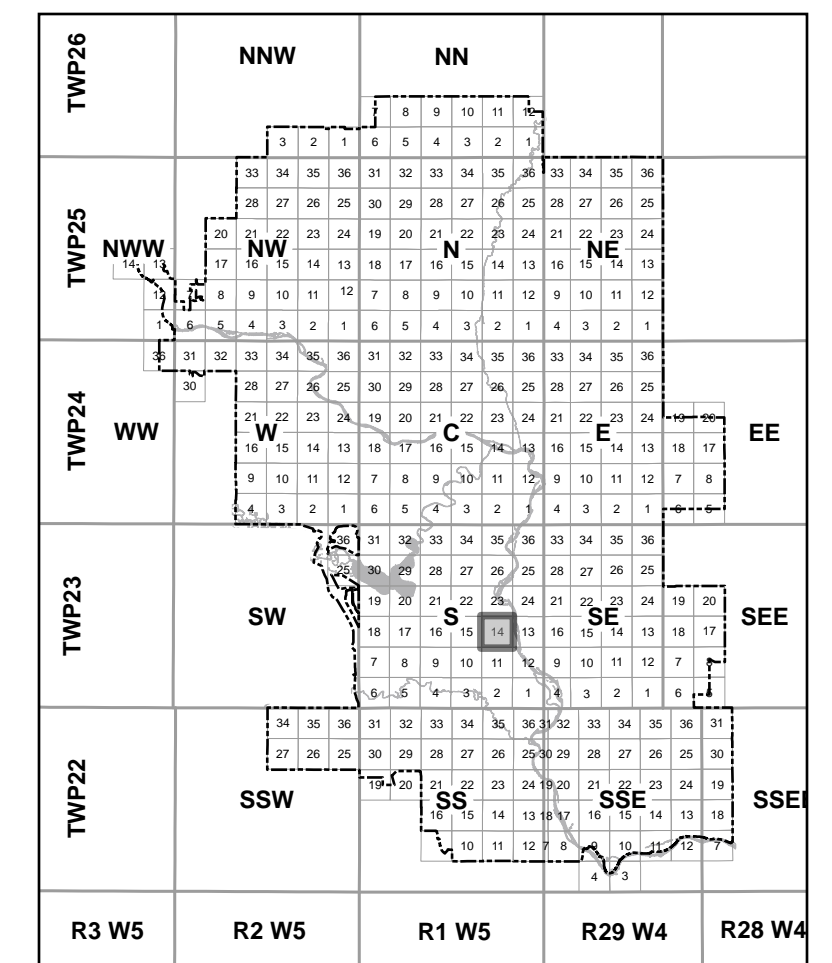 TWP26 NNW NN
7 8 9 10 11 12
3 2 1 6 5 4 3 2 1
33 34 35 36 31 32 33 34 35 36 33 34 35 36
28 27 26 25 30 29 28 27 26 25 28 27 26 25
TWP25
20 21 22 23 24 19 20 21 22 23 24 21 22 23 24
NWW NW N NE
14 13 17 16 15 14 13 18 17 16 15 14 13 16 15 14 13
12 7 8 9 10 11 12 7 8 9 10 11 12 9 10 11 12
1 6 5 4 3 2 1 6 5 4 3 2 1 4 3 2 1
36 31 32 33 34 35 36 31 32 33 34 35 36 33 34 35 36
30 28 27 26 25 30 29 28 27 26 25 28 27 26 25
TWP24
21 22 23 24 19 20 21 22 23 24 21 22 23 24 19 20
WW W C E EE
16 15 14 13 18 17 16 15 14 13 16 15 14 13 18 17
9 10 11 12 7 8 9 10 11 12 9 10 11 12 7 8
4 3 2 1 6 5 4 3 2 1 4 3 2 1 6 5
36 31 32 33 34 35 36 33 34 35 36
25 30 29 28 27 26 25 28 27 26 25
TWP23
19 20 21 22 23 24 21 22 23 24 19 20
SW S SE SEE
18 17 16 15 14 13 16 15 14 13 18 17
7 8 9 10 11 12 9 10 11 12 7 8
6 5 4 3 2 1 4 3 2 1 6
34 35 36 31 32 33 34 35 36 31 32 33 34 35 36 31
27 26 25 30 29 28 27 26 25 30 29 28 27 26 25 30
TWP22
19 20 21 22 23 24 19 20 21 22 23 24 19
SSW SS SSE
16 15 14 13 18 17 16 15 14 13 18
10 11 12 7 8 9 10 11 12 7
4 3
R3 W5 R2 W5 R1 W5 R29 W4 R28 W4